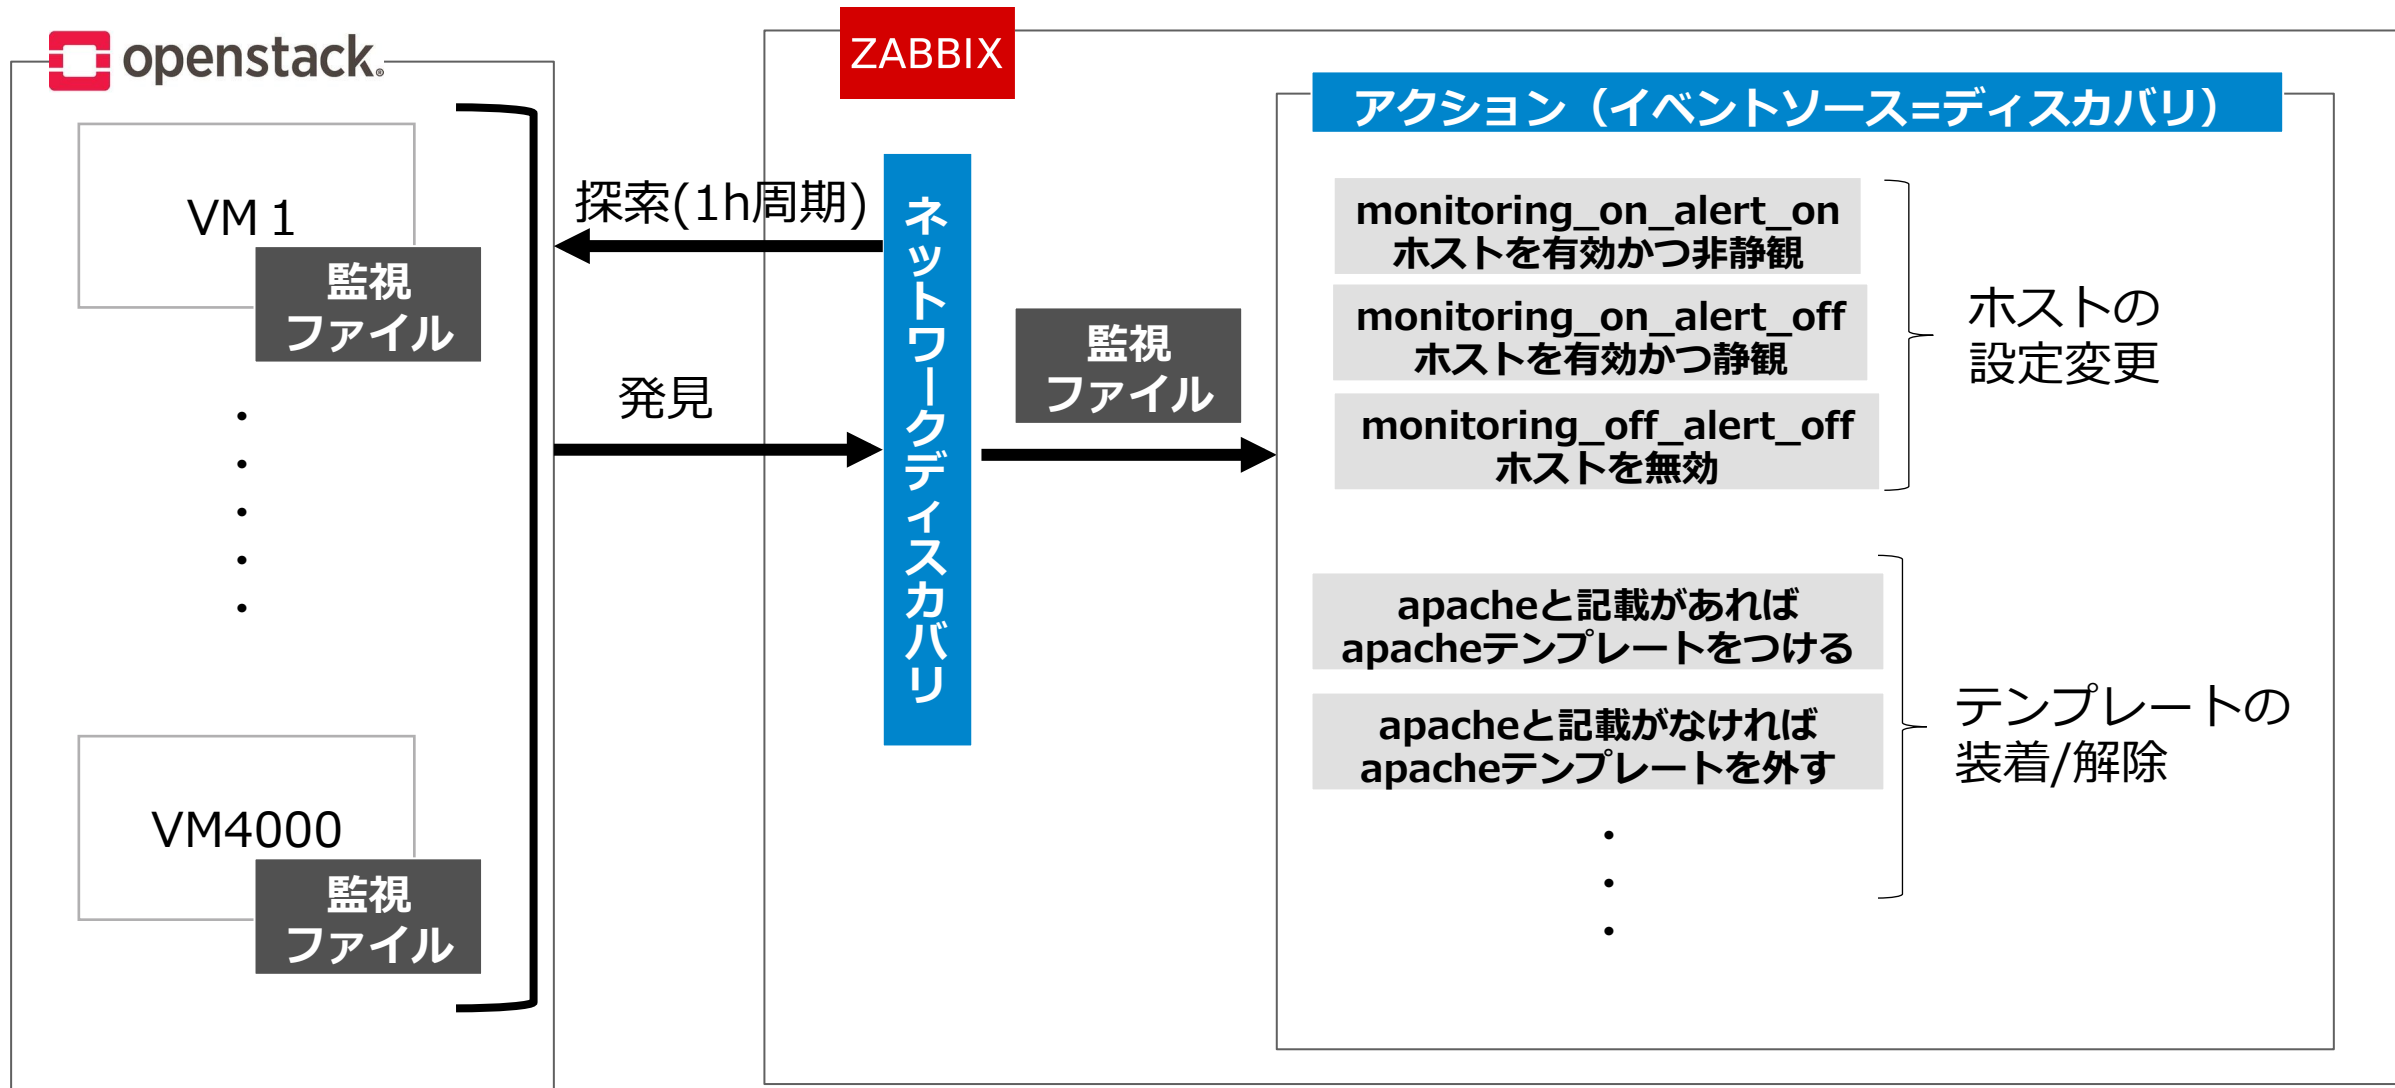 openstack®
VM１
監視
ファイル
・
・
・
・
・
VM4000
監視
ファイル
ZABBIX
探索(1h周期)
発見
ネットワークディスカバリ
監視
ファイル
アクション（イベントソース=ディスカバリ）
monitoring_on_alert_on
ホストを有効かつ非静観
monitoring_on_alert_off
ホストを有効かつ静観
monitoring_off_alert_off
ホストを無効
ホストの
設定変更
apacheと記載があれば
apacheテンプレートをつける
apacheと記載がなければ
apacheテンプレートを外す
・
・
・
テンプレートの
装着/解除